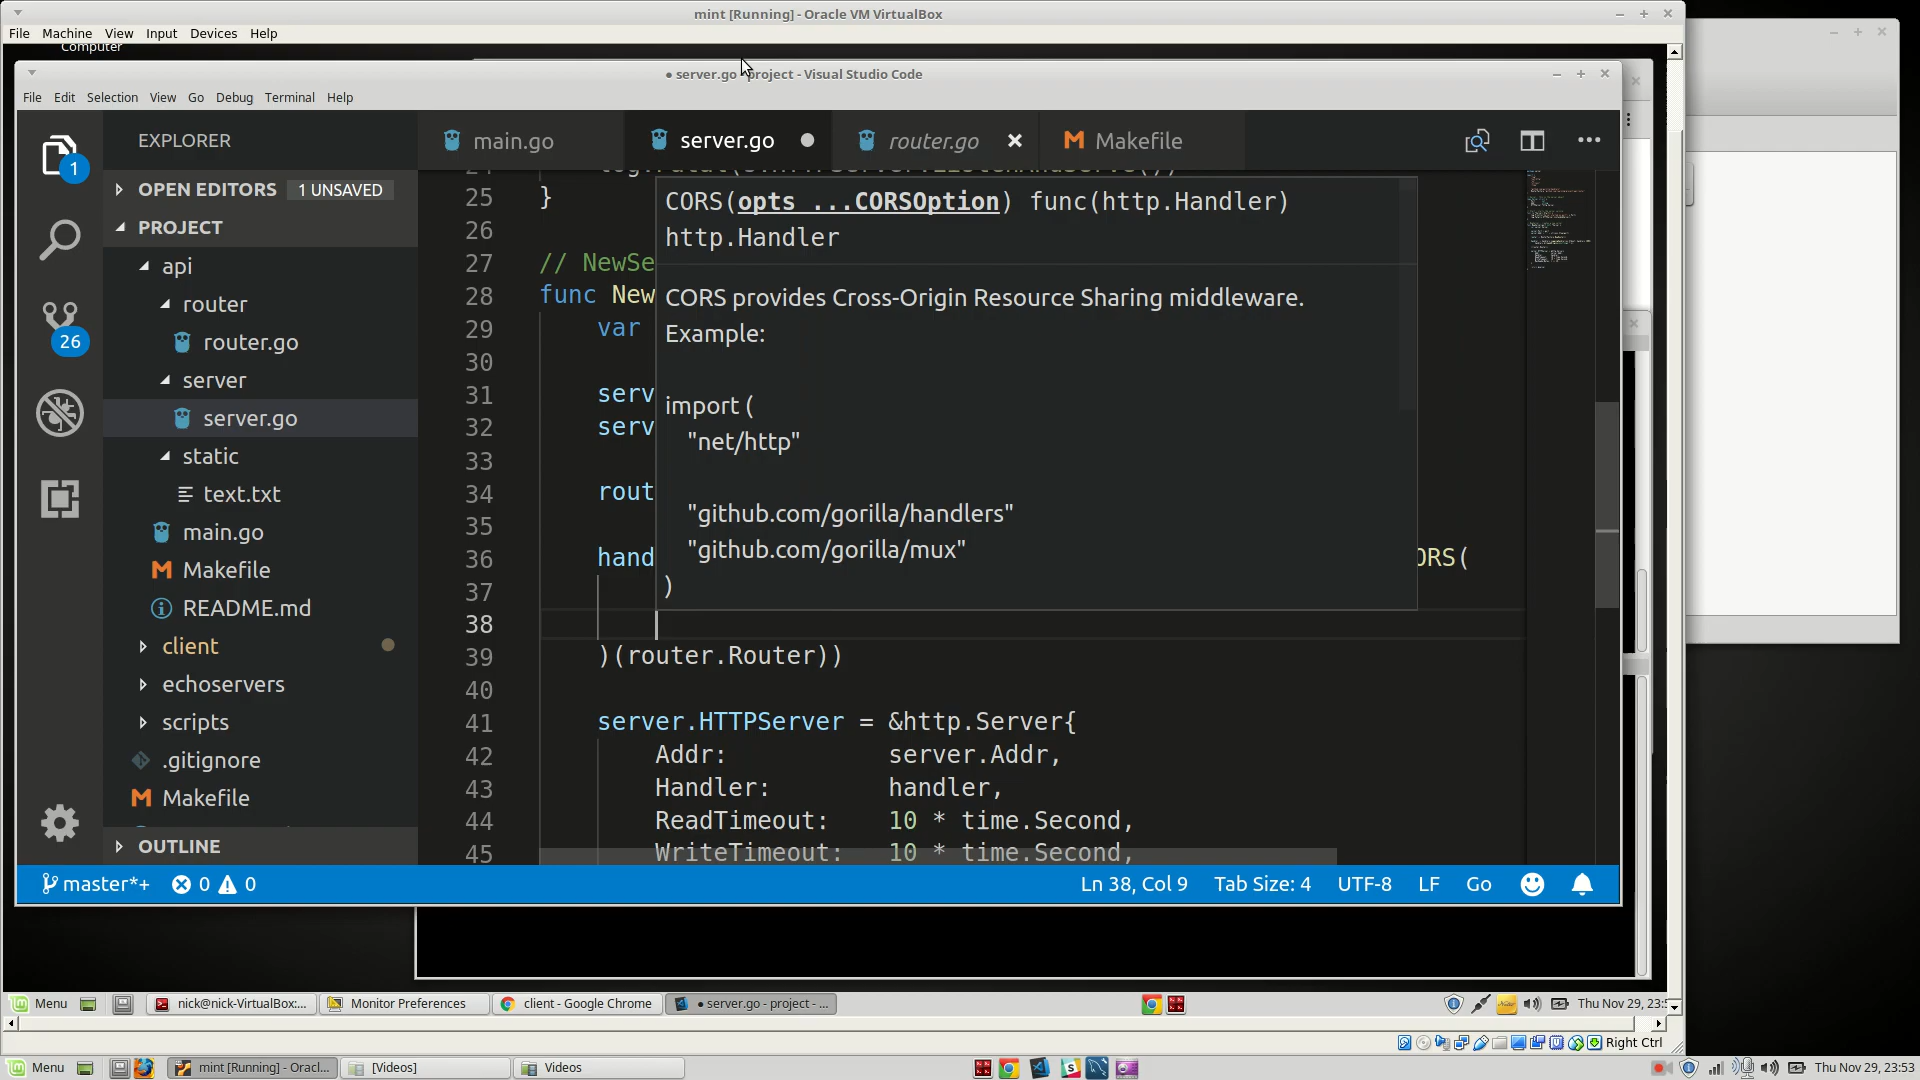 mint [Running] - Oracle VM VirtualBox
File Machine View Input Devices Help
Computer
● server.go - project - Visual Studio Code
File Edit Selection View Go Debug Terminal Help
EXPLORER
main.go
server.go
router.go
Makefile
1
OPEN EDITORS 1 UNSAVED
PROJECT
api
router
router.go
server
server.go
static
text.txt
main.go
Makefile
README.md
client
echoservers
scripts
.gitignore
Makefile
OUTLINE
26
25 }
26
27 // NewSe
28 func New
29 var
30
31 serv
32 serv
33
34 rout
35
36 hand ORS(
37
38
39 )(router.Router))
40
41 server.HTTPServer = &http.Server{
42 Addr: server.Addr,
43 Handler: handler,
44 ReadTimeout: 10 * time.Second,
45 WriteTimeout: 10 * time.Second,
CORS(opts ...CORSOption) func(http.Handler)
http.Handler
CORS provides Cross-Origin Resource Sharing middleware.
Example:
import (
"net/http"
"github.com/gorilla/handlers"
"github.com/gorilla/mux"
)
master*+ 0 0 Ln 38, Col 9 Tab Size: 4 UTF-8 LF Go
Menu nick@nick-VirtualBox:... Monitor Preferences client - Google Chrome ● server.go - project - ... Thu Nov 29, 23:5
Right Ctrl
Menu mint [Running] - Oracl... [Videos] Videos Thu Nov 29, 23:53